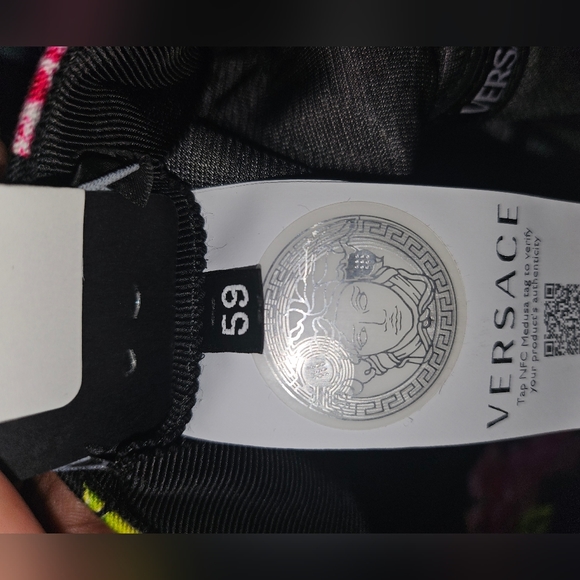 VERS
59
VERSACE
Tap NFC Medusa tag to verify
your product's authenticity